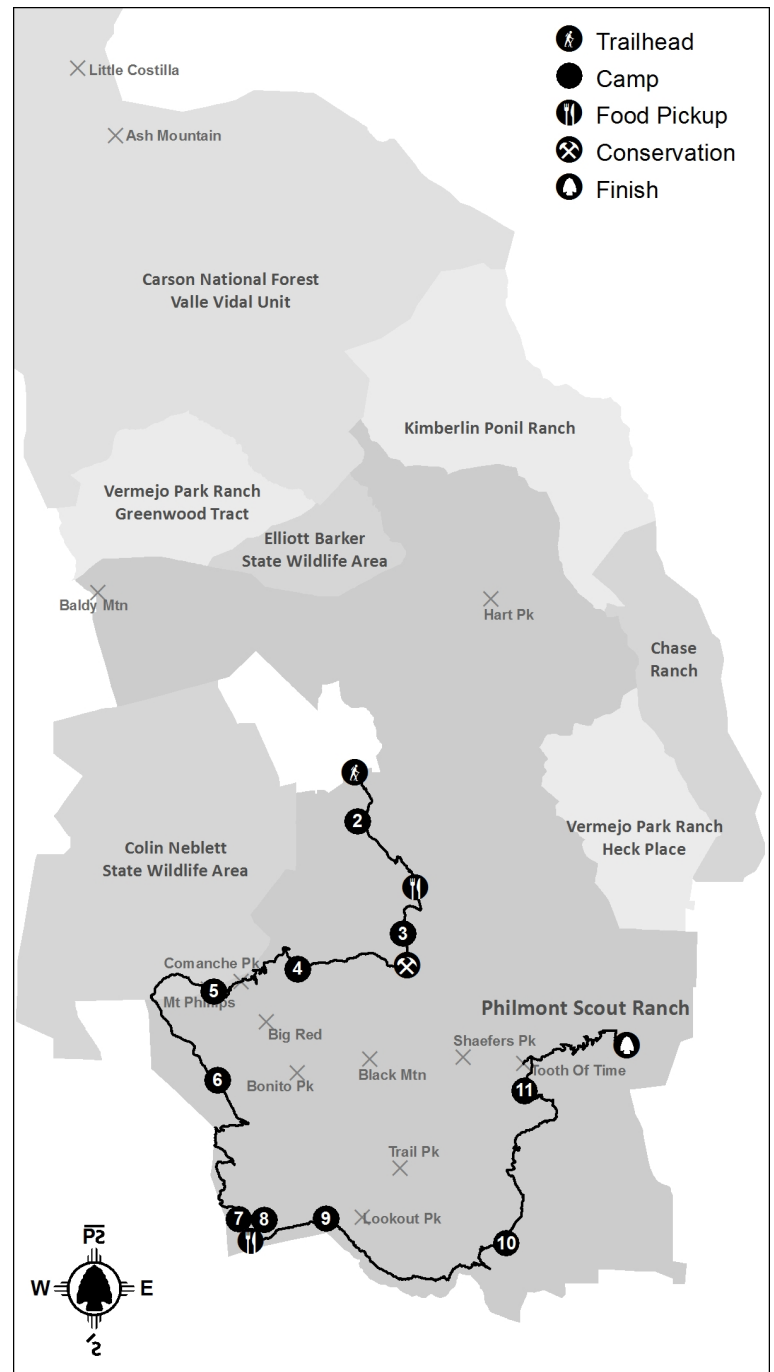 Trailhead
Camp
Food Pickup
Conservation
Finish
Little Costilla
Ash Mountain
Carson National Forest
Valle Vidal Unit
Kimberlin Ponil Ranch
Vermejo Park Ranch
Greenwood Tract
Elliott Barker
State Wildlife Area
Baldy Mtn
Hart Pk
Chase
Ranch
2
Vermejo Park Ranch
Heck Place
Colin Neblett
State Wildlife Area
3
4
Comanche Pk
5
Mt Phillips
Philmont Scout Ranch
Big Red
Shaefers Pk
Black Mtn
Tooth Of Time
Bonito Pk
6
11
Trail Pk
7
8
9
Lookout Pk
10
W
E